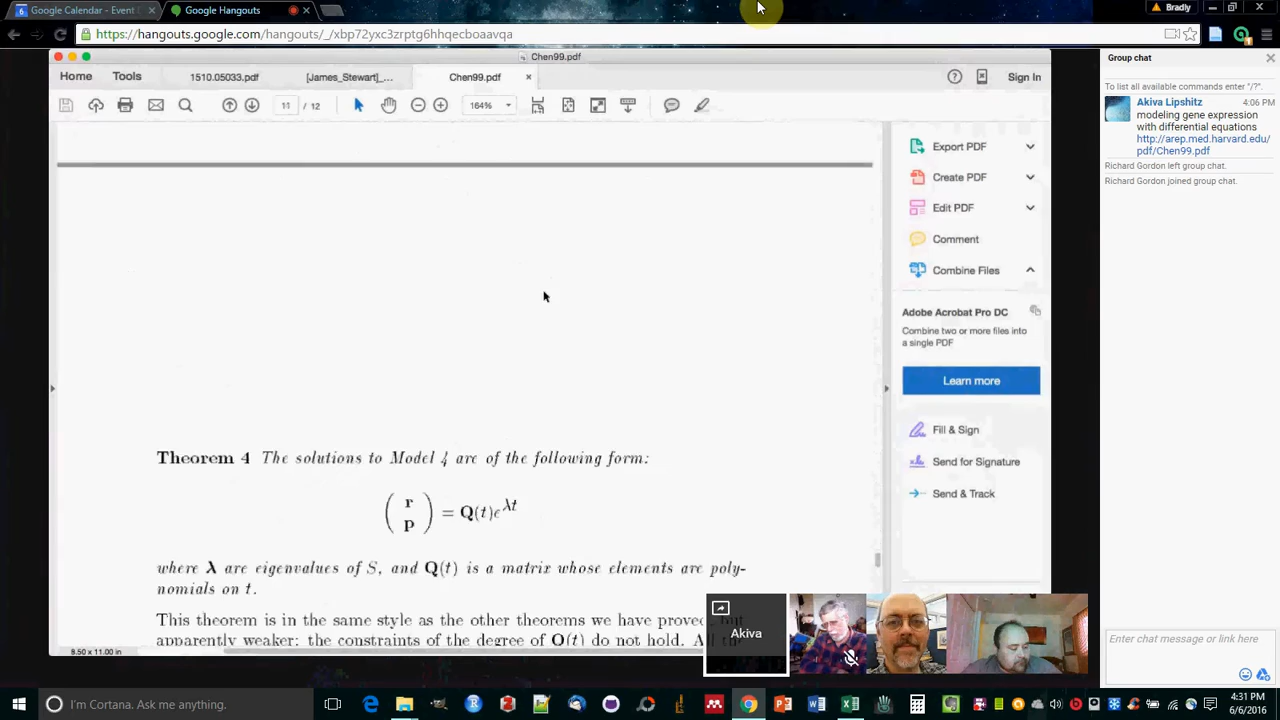 Google Calendar - Event D
Google Hangouts
Bradly
https://hangouts.google.com/hangouts/_/xbp72yxc3zrptg6hhqecboaavqa
Chen99.pdf
Home Tools 1510.05033.pdf [James_Stewart]_... Chen99.pdf Sign In
11 / 12 164%
Export PDF
Create PDF
Edit PDF
Comment
Combine Files
Adobe Acrobat Pro DC
Combine two or more files into
a single PDF
Learn more
Fill & Sign
Send for Signature
Send & Track
Theorem 4 The solutions to Model 4 are of the following form:
( r p ) = Q(t)e^λt
where λ are eigenvalues of S, and Q(t) is a matrix whose elements are poly-
nomials on t.
This theorem is in the same style as the other theorems we have proved, but
apparently weaker: the constraints of the degree of Q(t) do not hold. All the
8.50 x 11.00 in
Akiva
Group chat
To list all available commands enter "/?".
Akiva Lipshitz 4:06 PM
modeling gene expression
with differential equations
http://arep.med.harvard.edu/
pdf/Chen99.pdf
Richard Gordon left group chat.
Richard Gordon joined group chat.
Enter chat message or link here
I'm Cortana. Ask me anything.
4:31 PM
6/6/2016